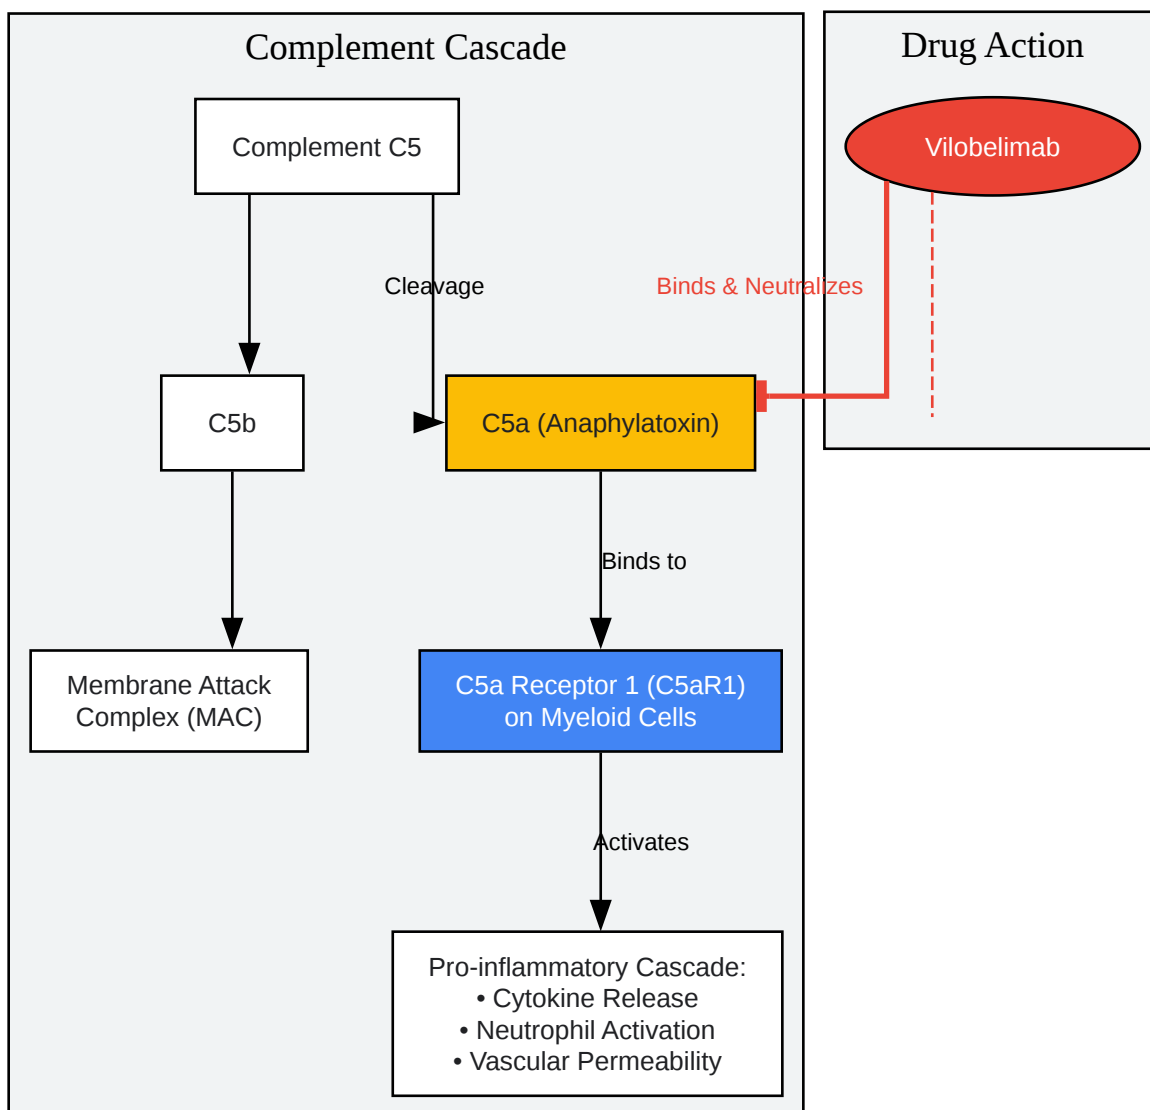 Complement Cascade
Drug Action
Complement C5
Vilobelimab
Cleavage
Binds & Neutralizes
C5b
C5a (Anaphylatoxin)
Binds to
Membrane Attack
Complex (MAC)
C5a Receptor 1 (C5aR1)
on Myeloid Cells
Activates
Pro-inflammatory Cascade:
• Cytokine Release
• Neutrophil Activation
• Vascular Permeability